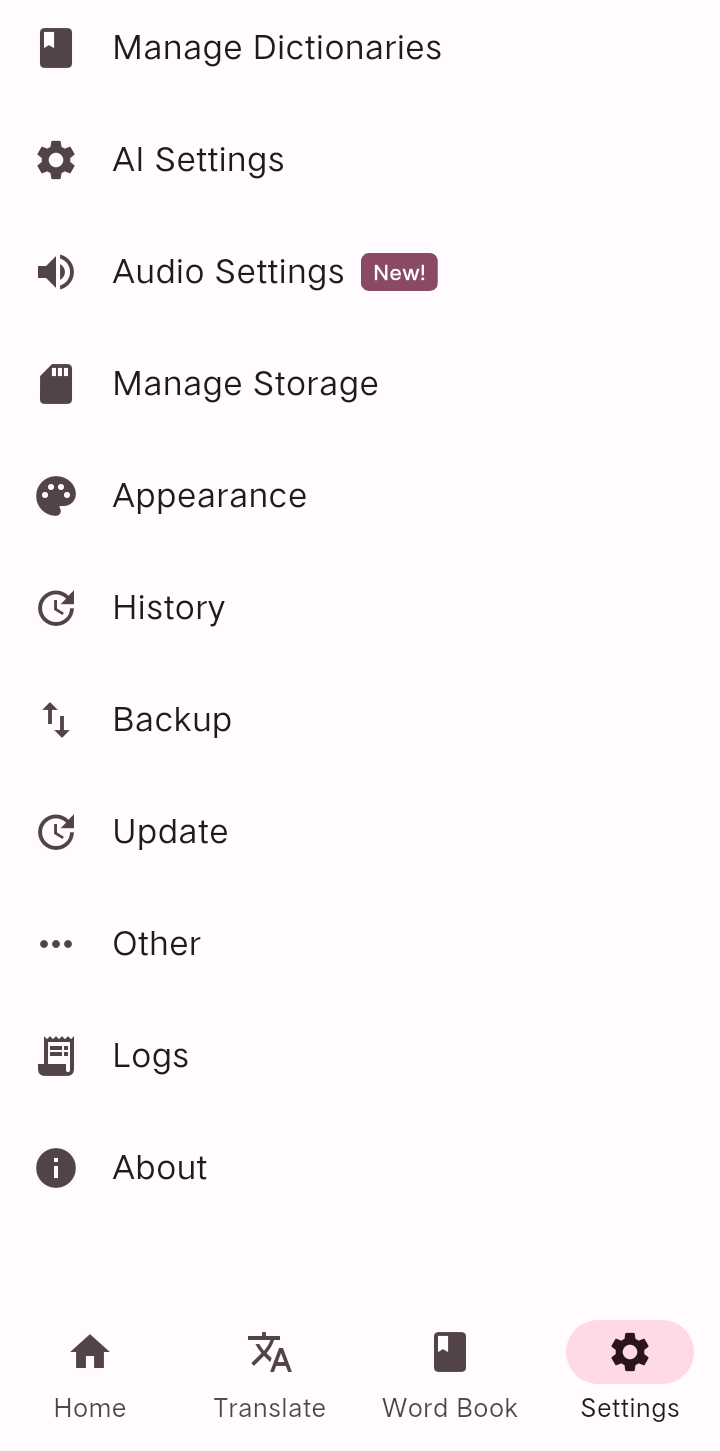 Manage Dictionaries
AI Settings
Audio Settings New!
Manage Storage
Appearance
History
Backup
Update
Other
Logs
About
Home Translate Word Book Settings